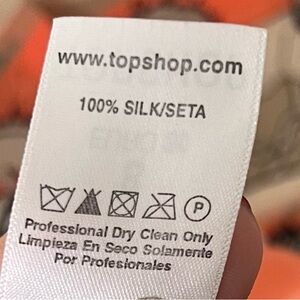 www.topshop.com
100% SILK/SETA
P
Professional Dry Clean Only
Limpieza En Seco Solamente
Por Profesionales